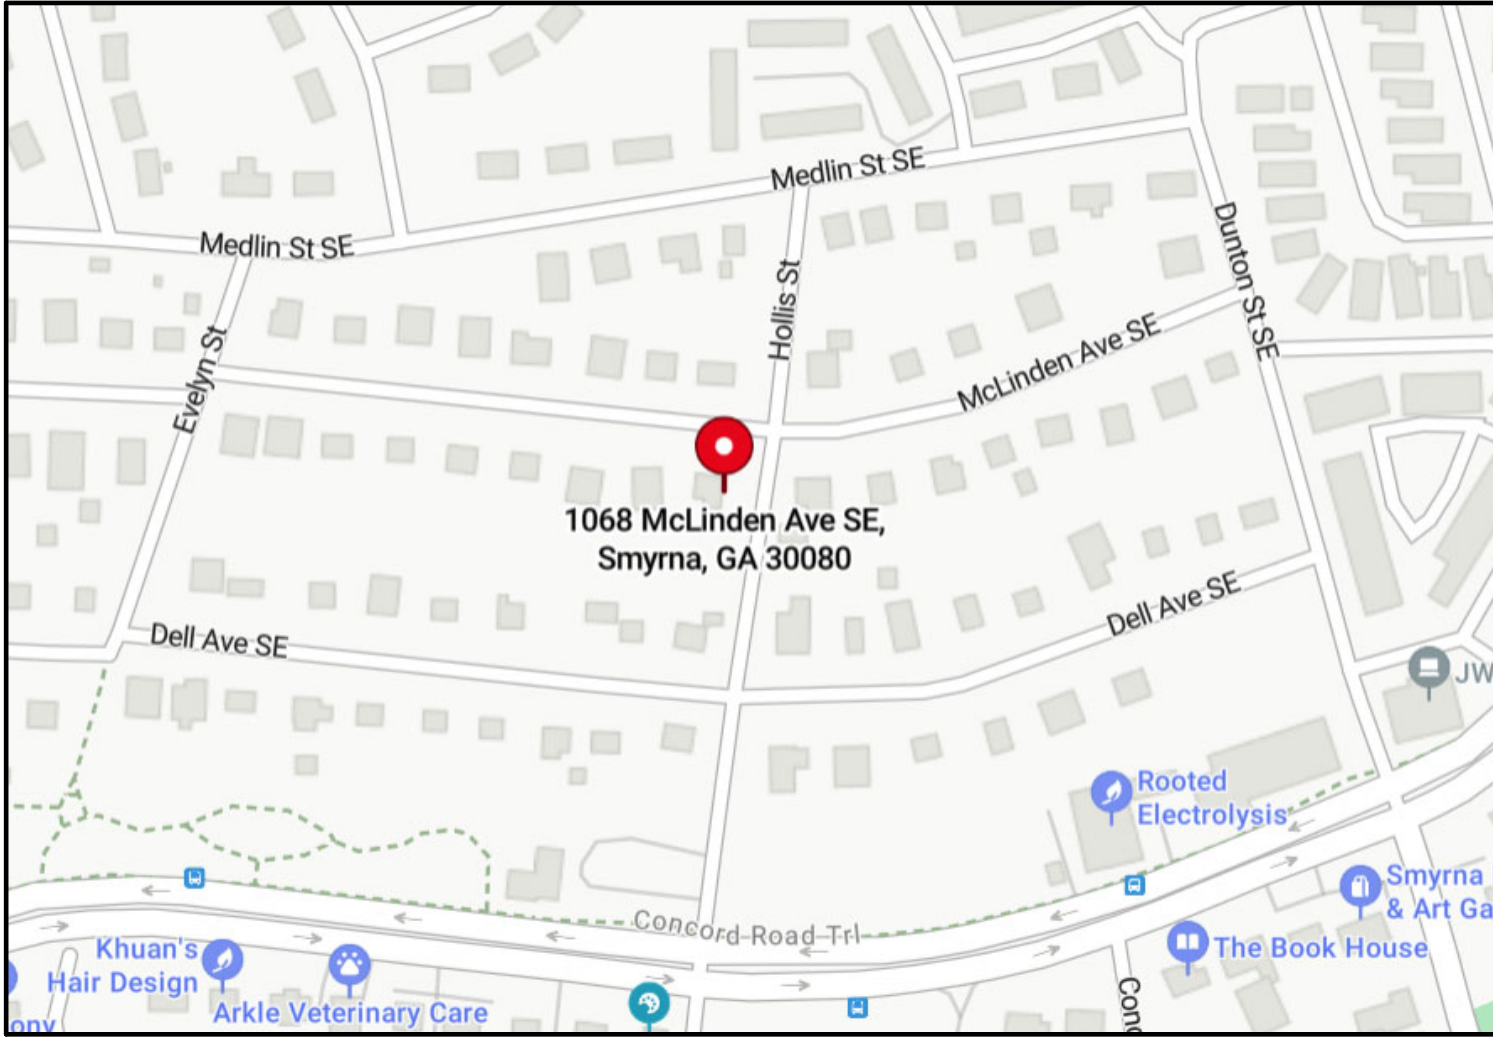 Medlin St SE
Medlin St SE
Dunton St SE
Hollis St
Evelyn St
McLinden Ave SE
1068 McLinden Ave SE,
Smyrna, GA 30080
Dell Ave SE
Dell Ave SE
JW
Rooted
Electrolysis
Smyrna
& Art Ga
Concord Road Trl
Khuan's
Hair Design
The Book House
Arkle Veterinary Care
Conc
ony